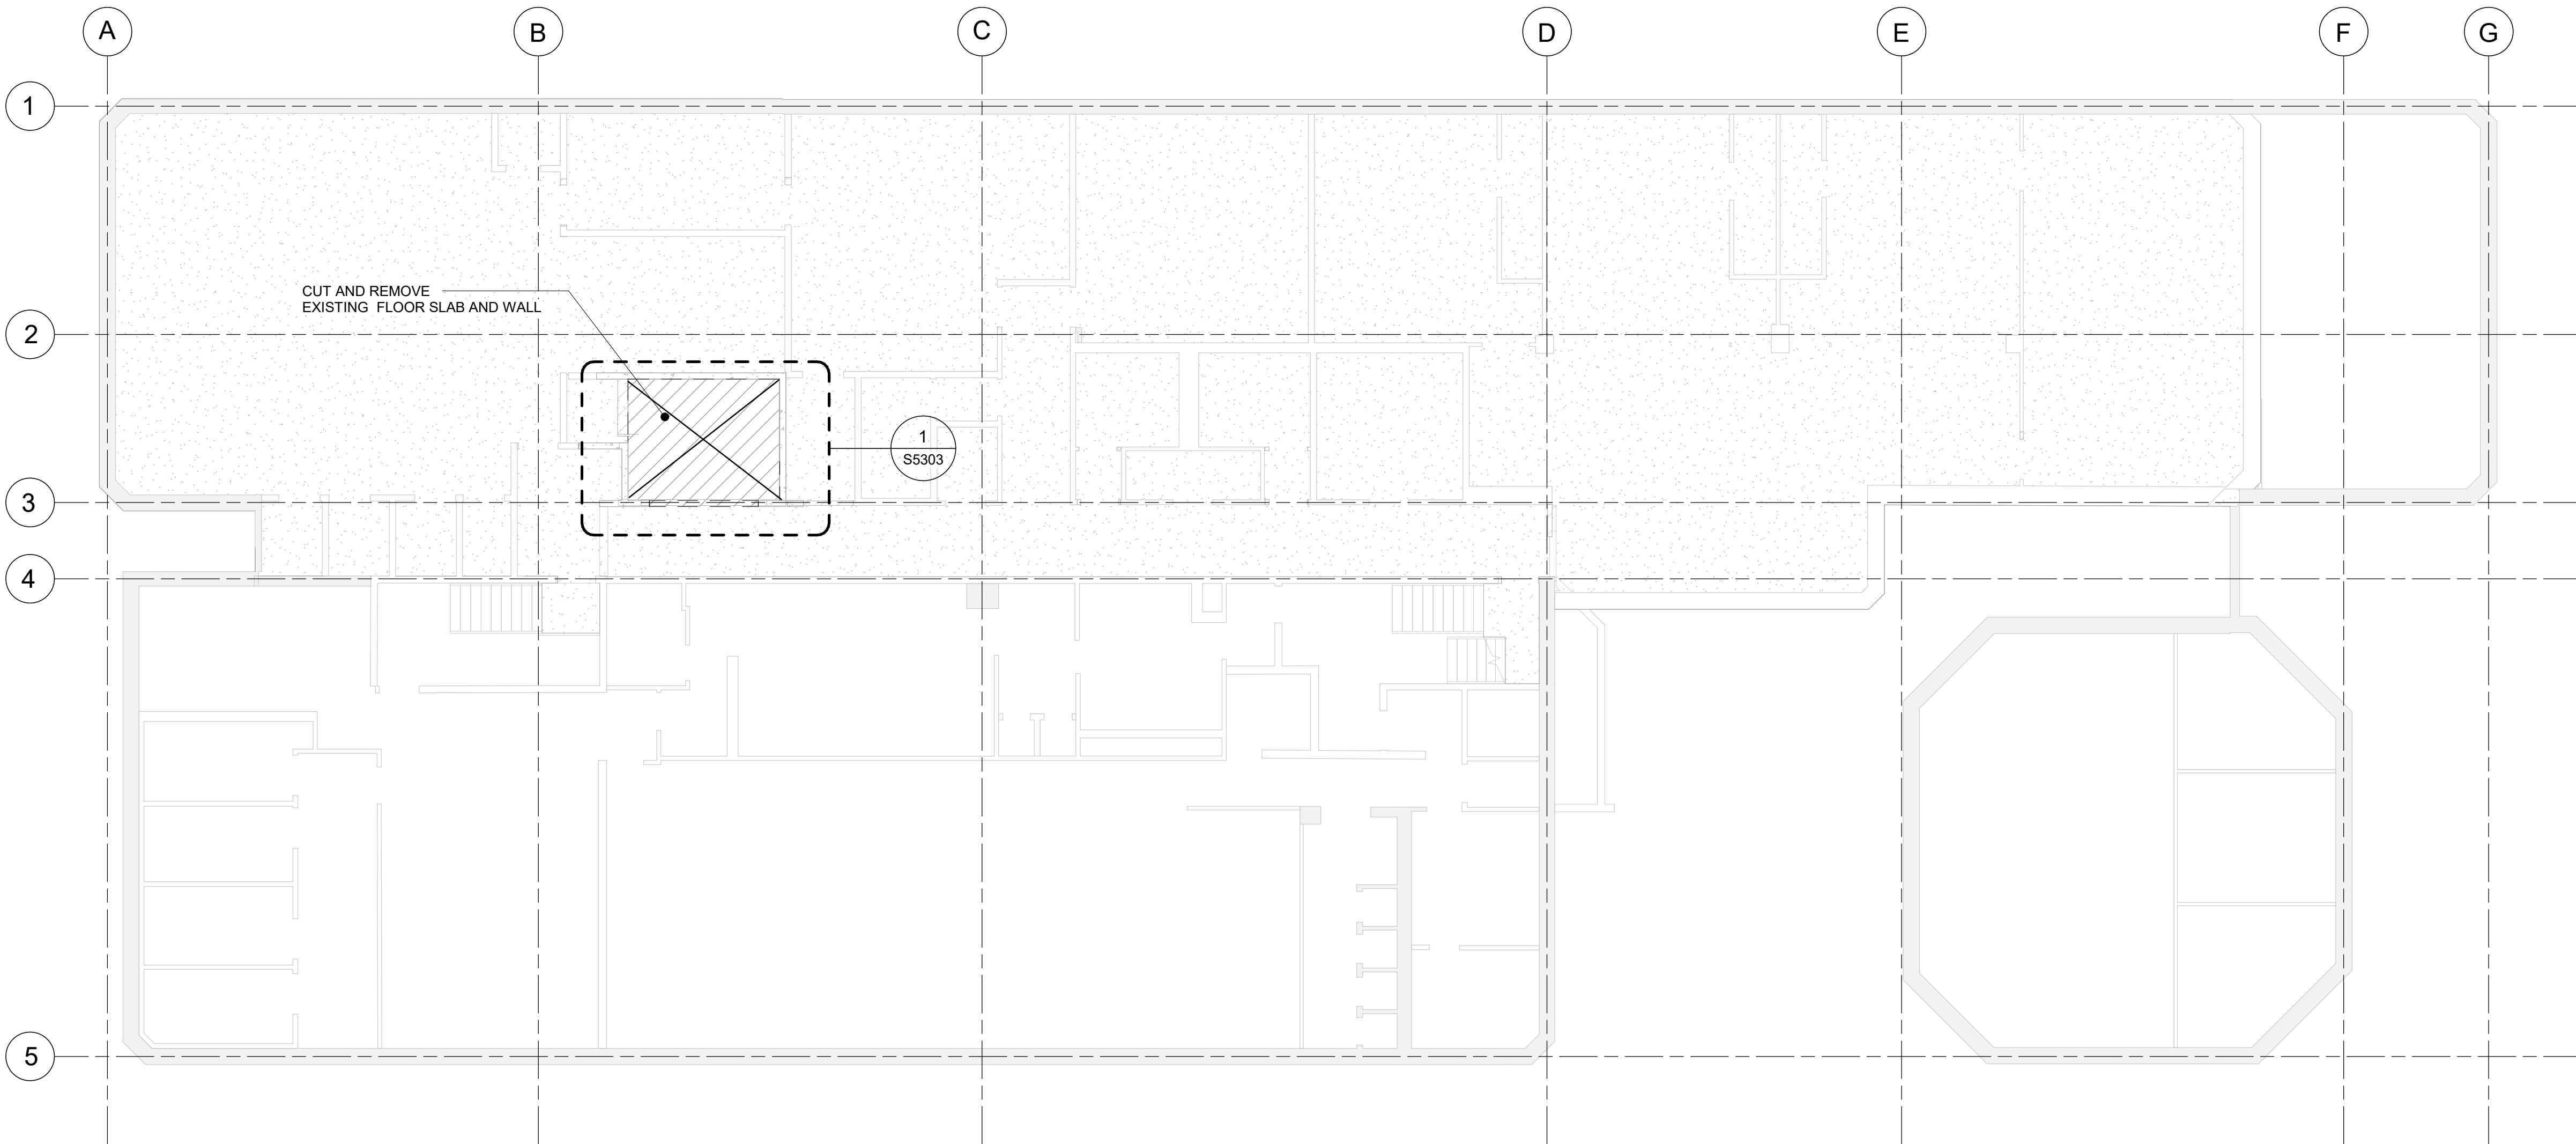 A
B
C
D
E
F
G
1
2
3
4
5
CUT AND REMOVE
EXISTING  FLOOR SLAB AND WALL
1
S5303